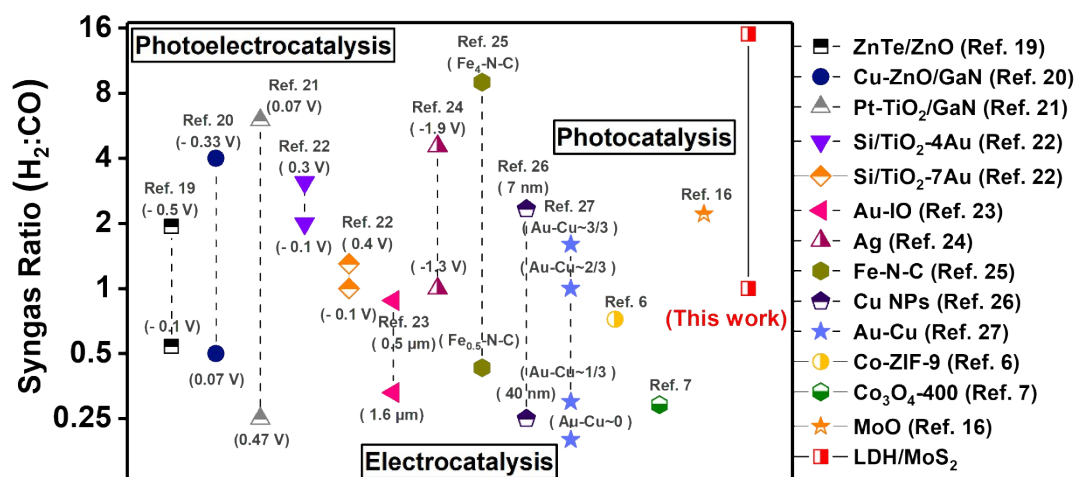 Syngas Ratio (H₂:CO)
16
8
4
2
1
0.5
0.25
Photoelectrocatalysis
Photocatalysis
Electrocatalysis
Ref. 19
( - 0.5 V)
( - 0.1 V)
Ref. 20
( - 0.33 V)
(0.07 V)
Ref. 21
(0.07 V)
(0.47 V)
Ref. 22
( 0.3 V)
( -0.1 V)
Ref. 22
( 0.4 V)
( -0.1 V)
Ref. 23
( 0.5 µm)
( 1.6 µm)
Ref. 24
( -1.9 V)
( -1.3 V)
Ref. 25
( Fe₄-N-C)
( Fe₀.₅-N-C)
Ref. 26
( 7 nm)
( 40 nm)
Ref. 27
(Au-Cu~3/3)
(Au-Cu~2/3)
(Au-Cu~1/3)
( Au-Cu~0)
Ref. 6
Ref. 7
Ref. 16
(This work)
ZnTe/ZnO (Ref. 19)
Cu-ZnO/GaN (Ref. 20)
Pt-TiO₂/GaN (Ref. 21)
Si/TiO₂-4Au (Ref. 22)
Si/TiO₂-7Au (Ref. 22)
Au-IO (Ref. 23)
Ag (Ref. 24)
Fe-N-C (Ref. 25)
Cu NPs (Ref. 26)
Au-Cu (Ref. 27)
Co-ZIF-9 (Ref. 6)
Co₃O₄-400 (Ref. 7)
MoO (Ref. 16)
LDH/MoS₂